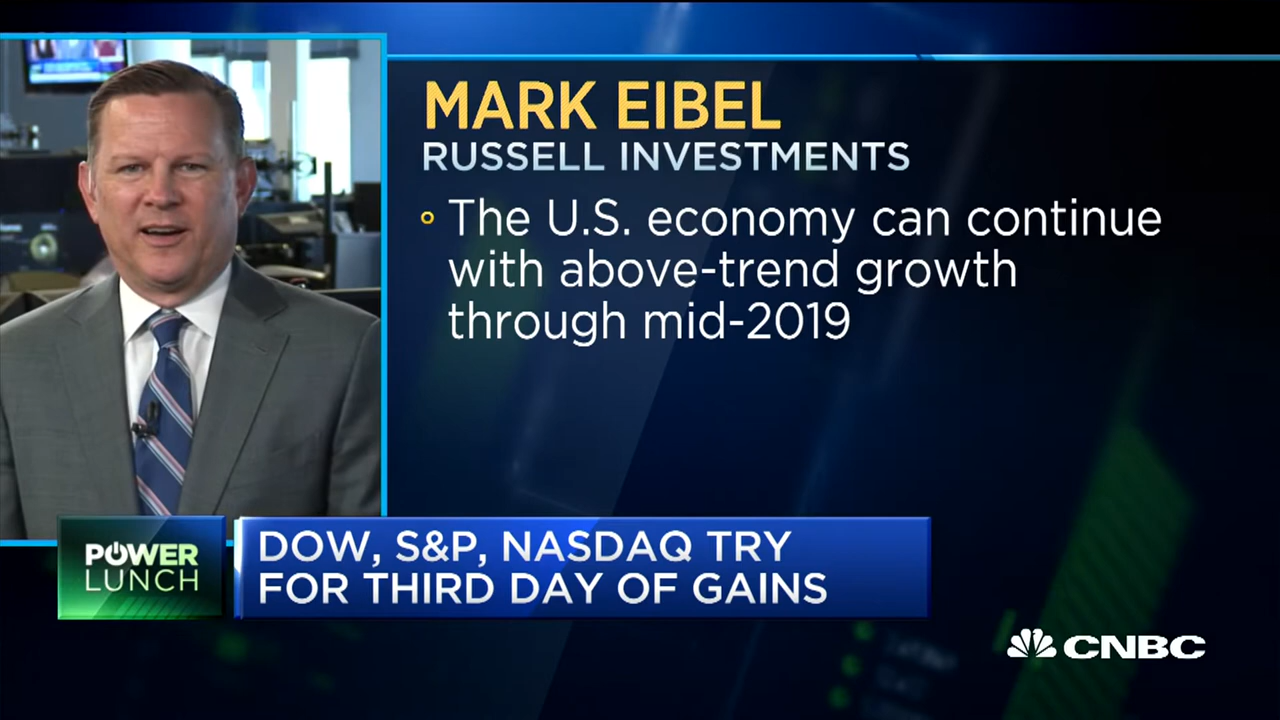 MARK EIBEL
RUSSELL INVESTMENTS
The U.S. economy can continue
with above-trend growth
through mid-2019
POWER
LUNCH
DOW, S&P, NASDAQ TRY
FOR THIRD DAY OF GAINS
CNBC